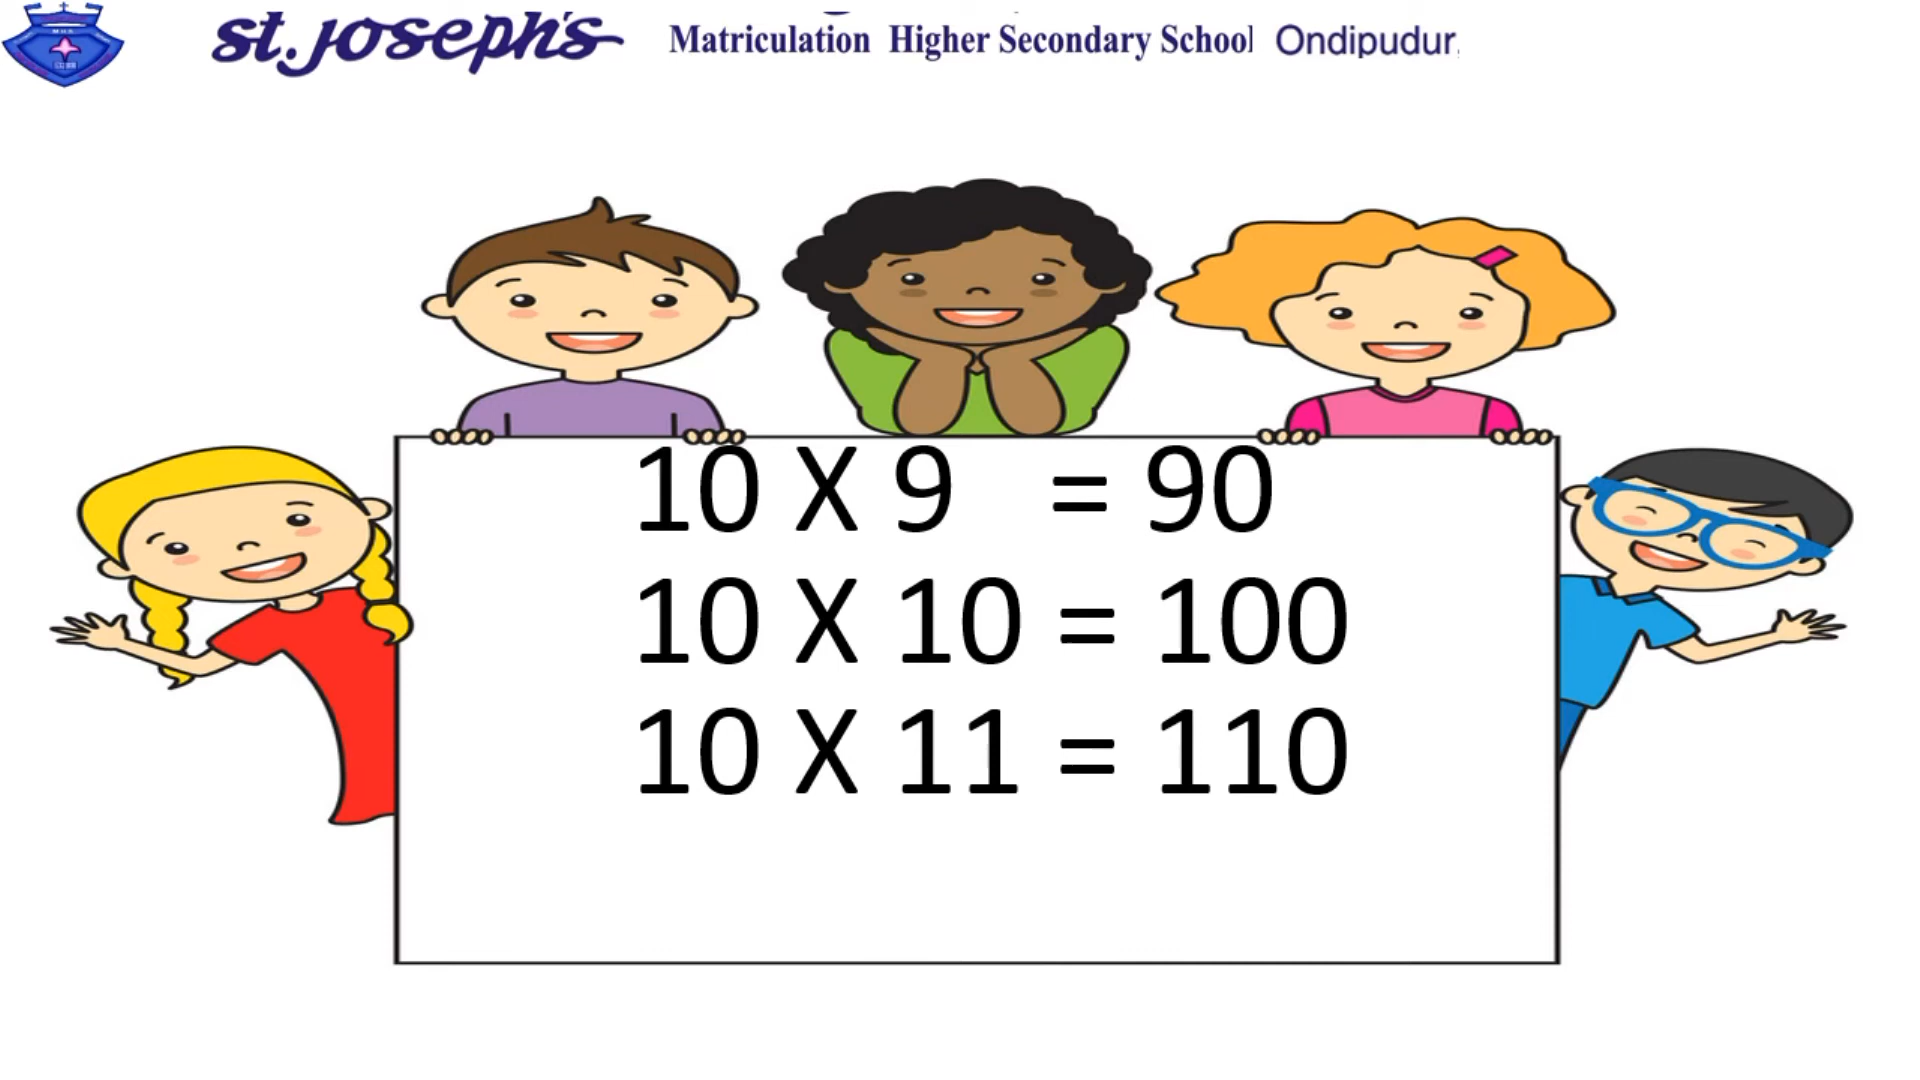 st. joseph's Matriculation Higher Secondary School Ondipudur
10 X 9 = 90
10 X 10 = 100
10 X 11 = 110